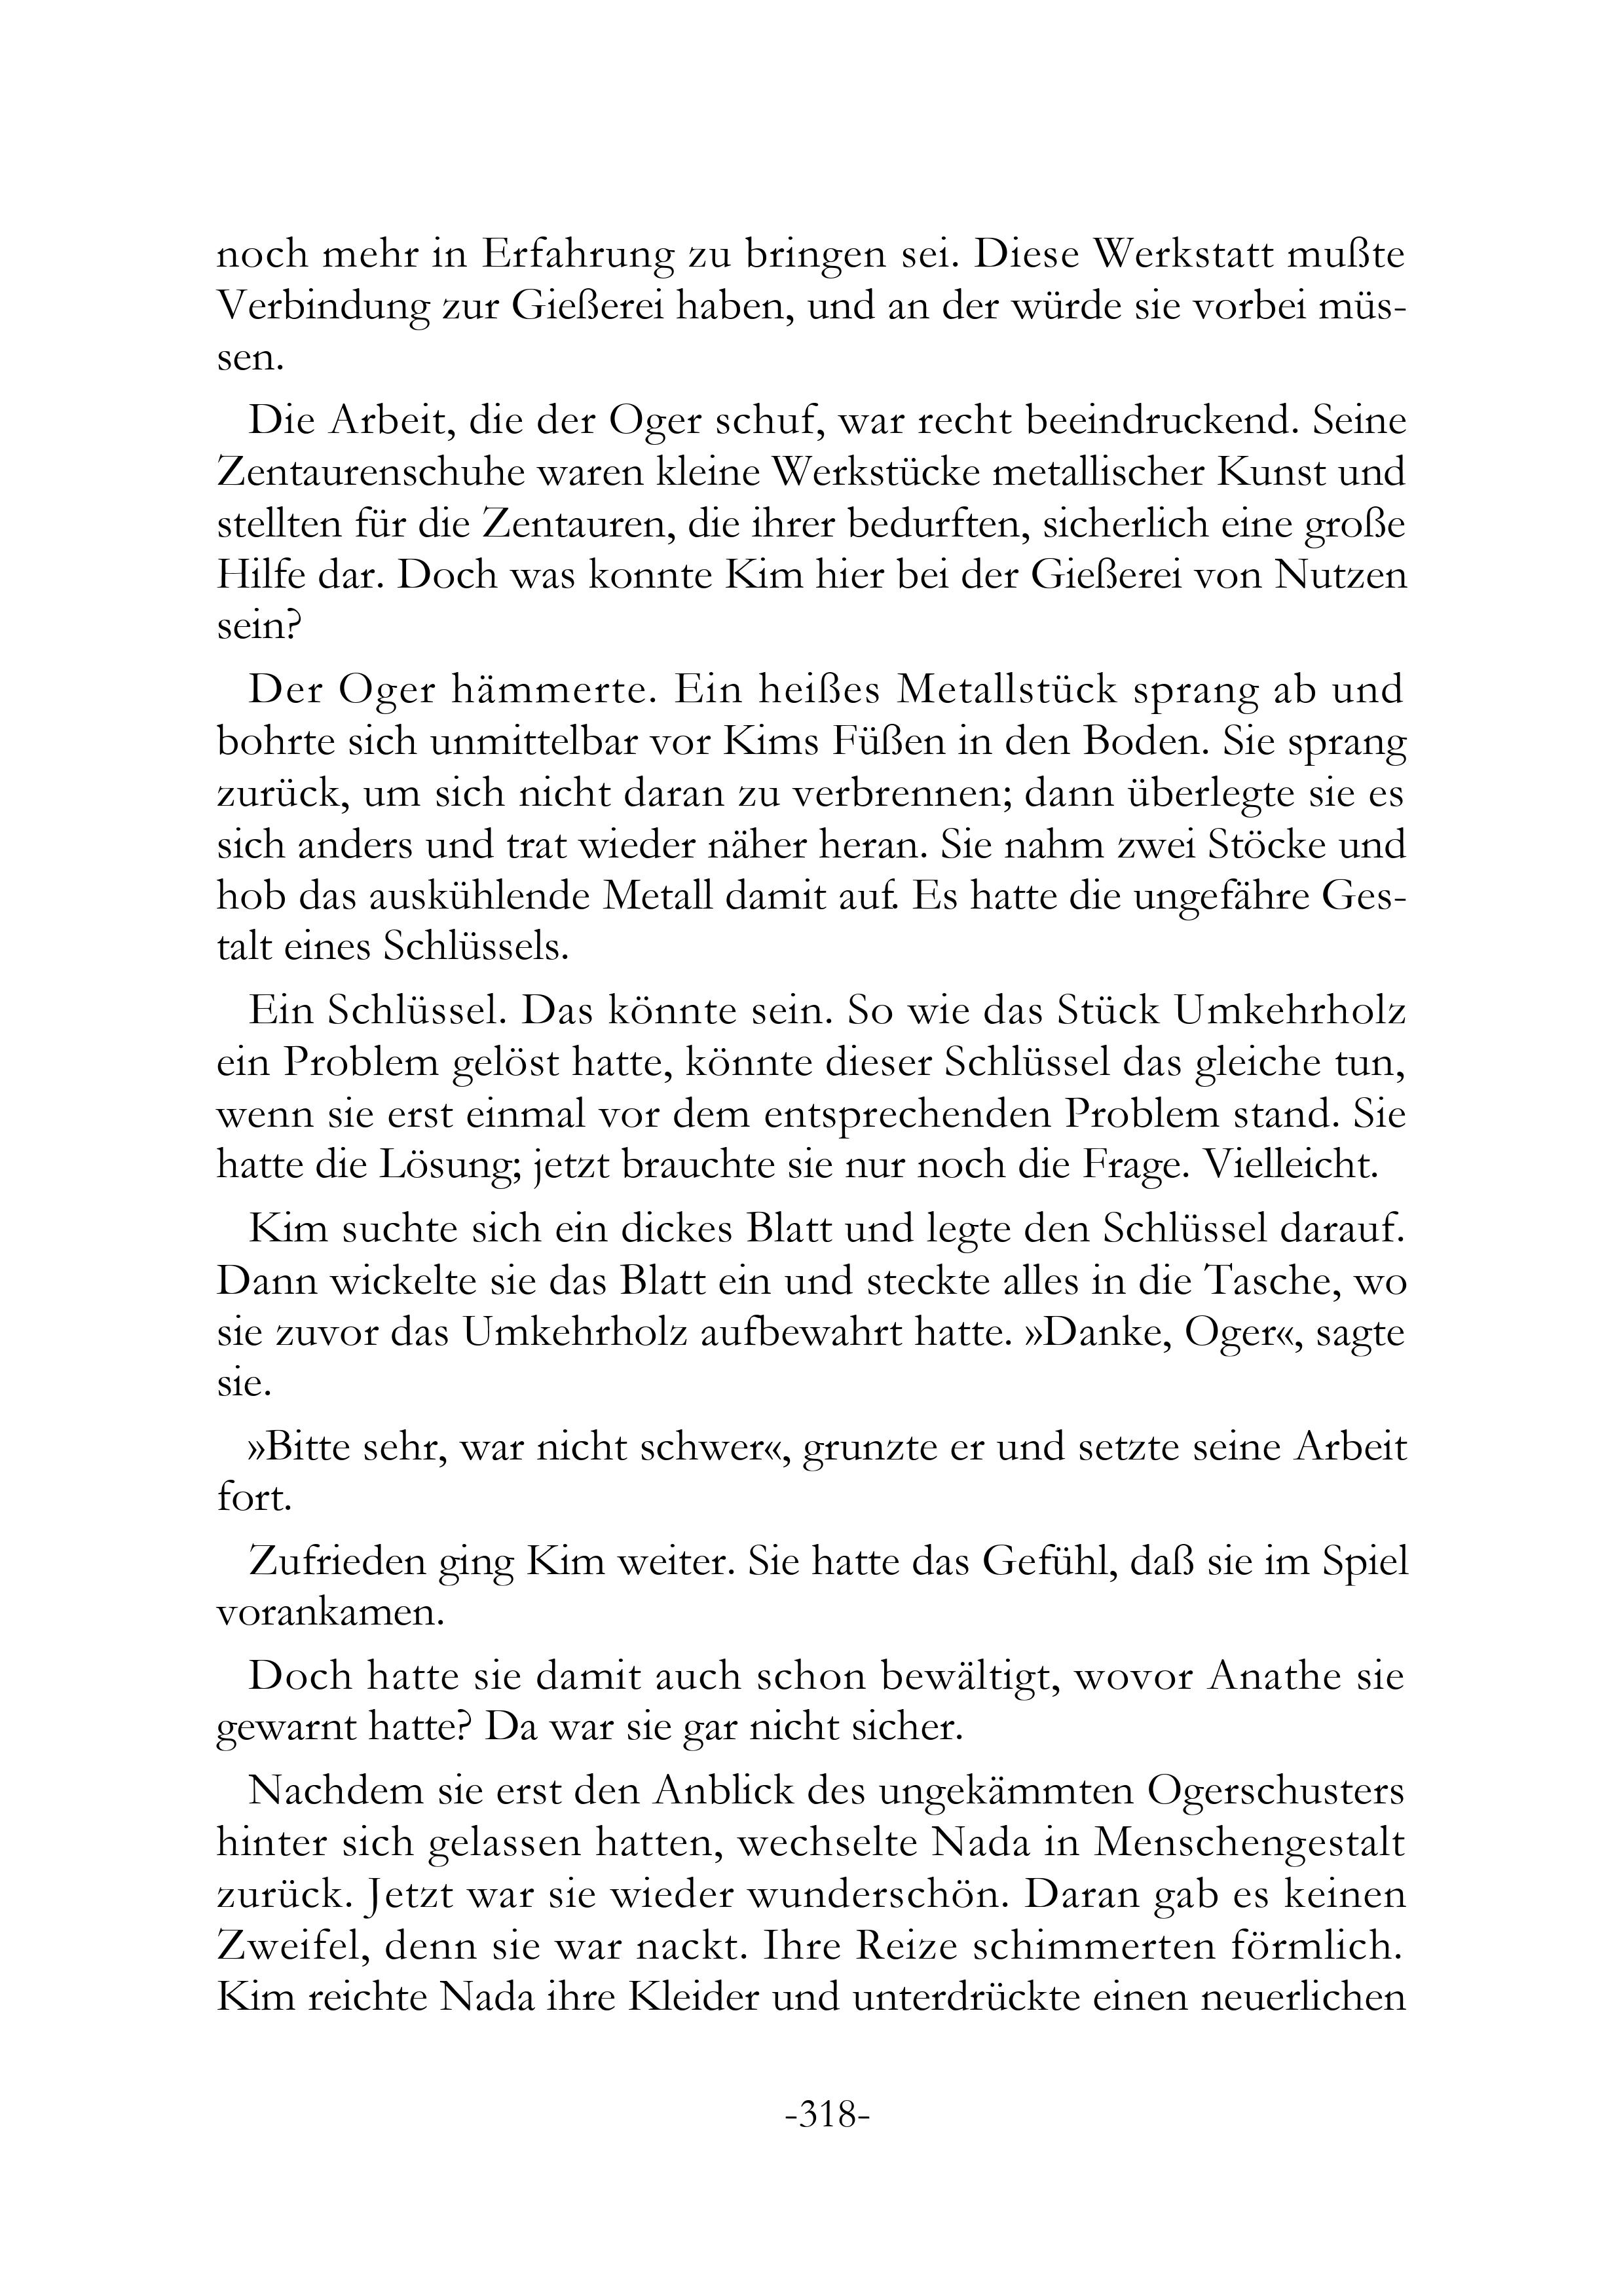 noch mehr in Erfahrung zu bringen sei. Diese Werkstatt mußte
Verbindung zur Gießerei haben, und an der würde sie vorbei müs-
sen.
Die Arbeit, die der Oger schuf, war recht beeindruckend. Seine
Zentaurenschuhe waren kleine Werkstücke metallischer Kunst und
stellten für die Zentauren, die ihrer bedurften, sicherlich eine große
Hilfe dar. Doch was konnte Kim hier bei der Gießerei von Nutzen
sein?
Der Oger hämmerte. Ein heißes Metallstück sprang ab und
bohrte sich unmittelbar vor Kims Füßen in den Boden. Sie sprang
zurück, um sich nicht daran zu verbrennen; dann überlegte sie es
sich anders und trat wieder näher heran. Sie nahm zwei Stöcke und
hob das auskühlende Metall damit auf. Es hatte die ungefähre Ges-
talt eines Schlüssels.
Ein Schlüssel. Das könnte sein. So wie das Stück Umkehrholz
ein Problem gelöst hatte, könnte dieser Schlüssel das gleiche tun,
wenn sie erst einmal vor dem entsprechenden Problem stand. Sie
hatte die Lösung; jetzt brauchte sie nur noch die Frage. Vielleicht.
Kim suchte sich ein dickes Blatt und legte den Schlüssel darauf.
Dann wickelte sie das Blatt ein und steckte alles in die Tasche, wo
sie zuvor das Umkehrholz aufbewahrt hatte. »Danke, Oger«, sagte
sie.
»Bitte sehr, war nicht schwer«, grunzte er und setzte seine Arbeit
fort.
Zufrieden ging Kim weiter. Sie hatte das Gefühl, daß sie im Spiel
vorankamen.
Doch hatte sie damit auch schon bewältigt, wovor Anathe sie
gewarnt hatte? Da war sie gar nicht sicher.
Nachdem sie erst den Anblick des ungekämmten Ogerschusters
hinter sich gelassen hatten, wechselte Nada in Menschengestalt
zurück. Jetzt war sie wieder wunderschön. Daran gab es keinen
Zweifel, denn sie war nackt. Ihre Reize schimmerten förmlich.
Kim reichte Nada ihre Kleider und unterdrückte einen neuerlichen
-318-